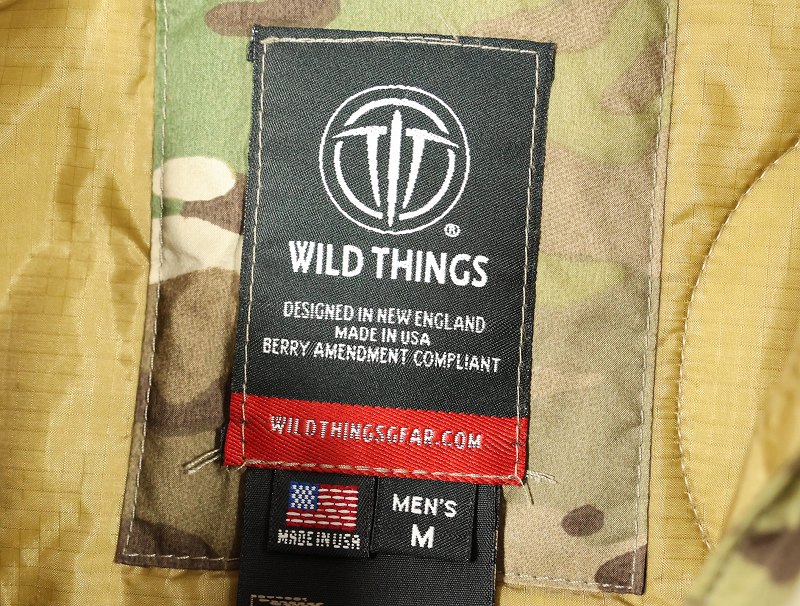 ®
WILD THINGS
DESIGNED IN NEW ENGLAND
MADE IN USA
BERRY AMENDMENT COMPLIANT
WILDTHINGSGEAR.COM
MADE IN USA
MEN'S
M